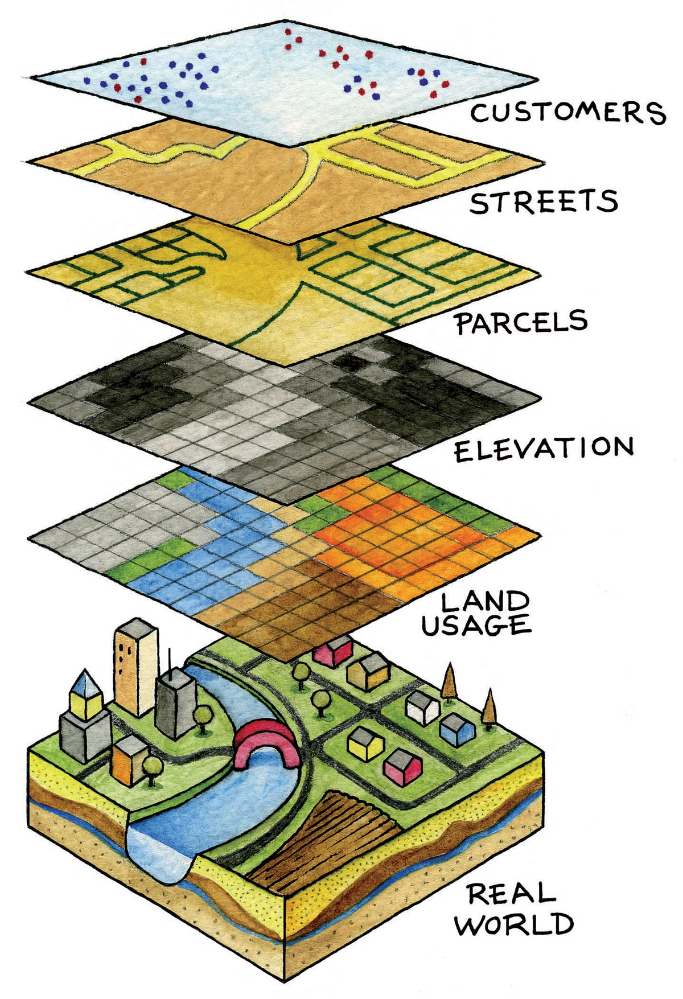 CUSTOMERS
STREETS
PARCELS
ELEVATION
LAND
USAGE
REAL
WORLD